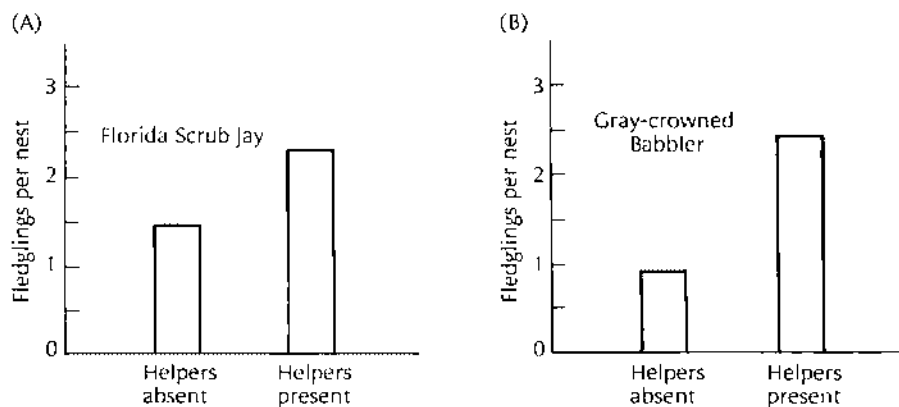 (A)
Fledglings per nest
3
2
1
0
Florida Scrub Jay
Helpers
absent
Helpers
present
(B)
Fledglings per nest
3
2
1
0
Gray-crowned
Babbler
Helpers
absent
Helpers
present